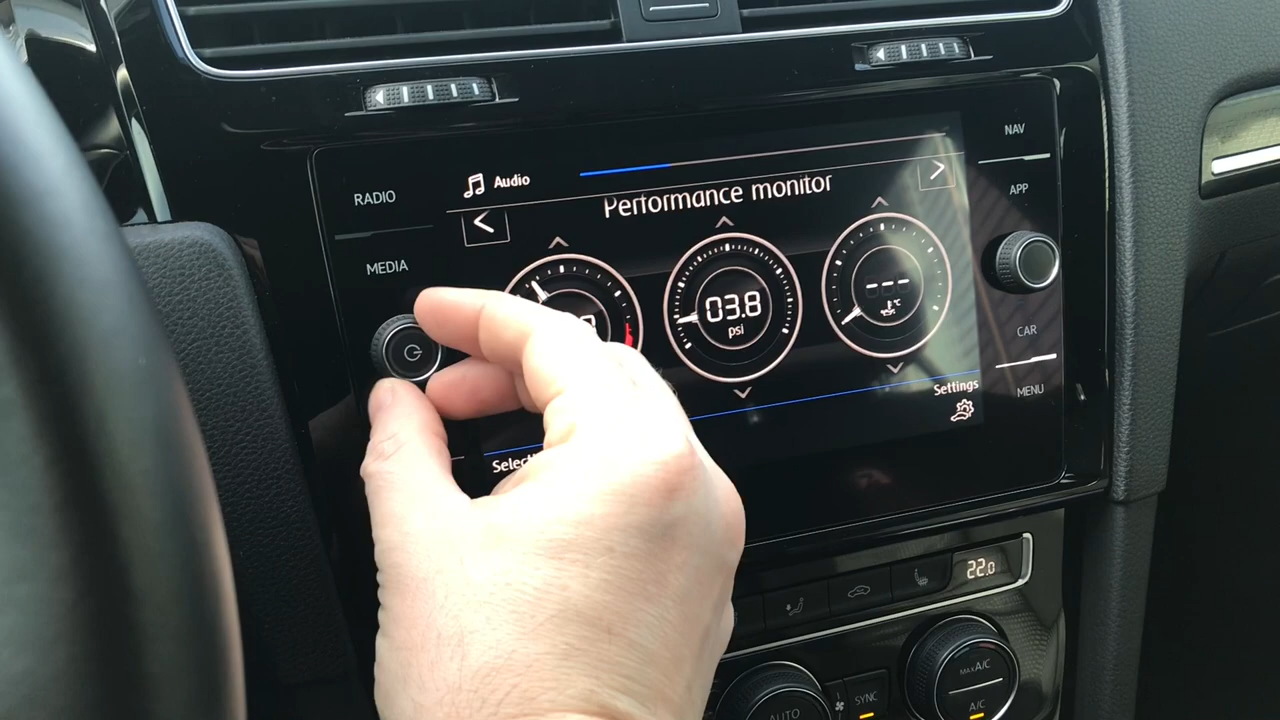 RADIO
MEDIA
Audio
Performance monitor
03.8
psi
---
°C
Settings
NAV
APP
CAR
MENU
22.0
MAX A/C
A/C
SYNC
AUTO